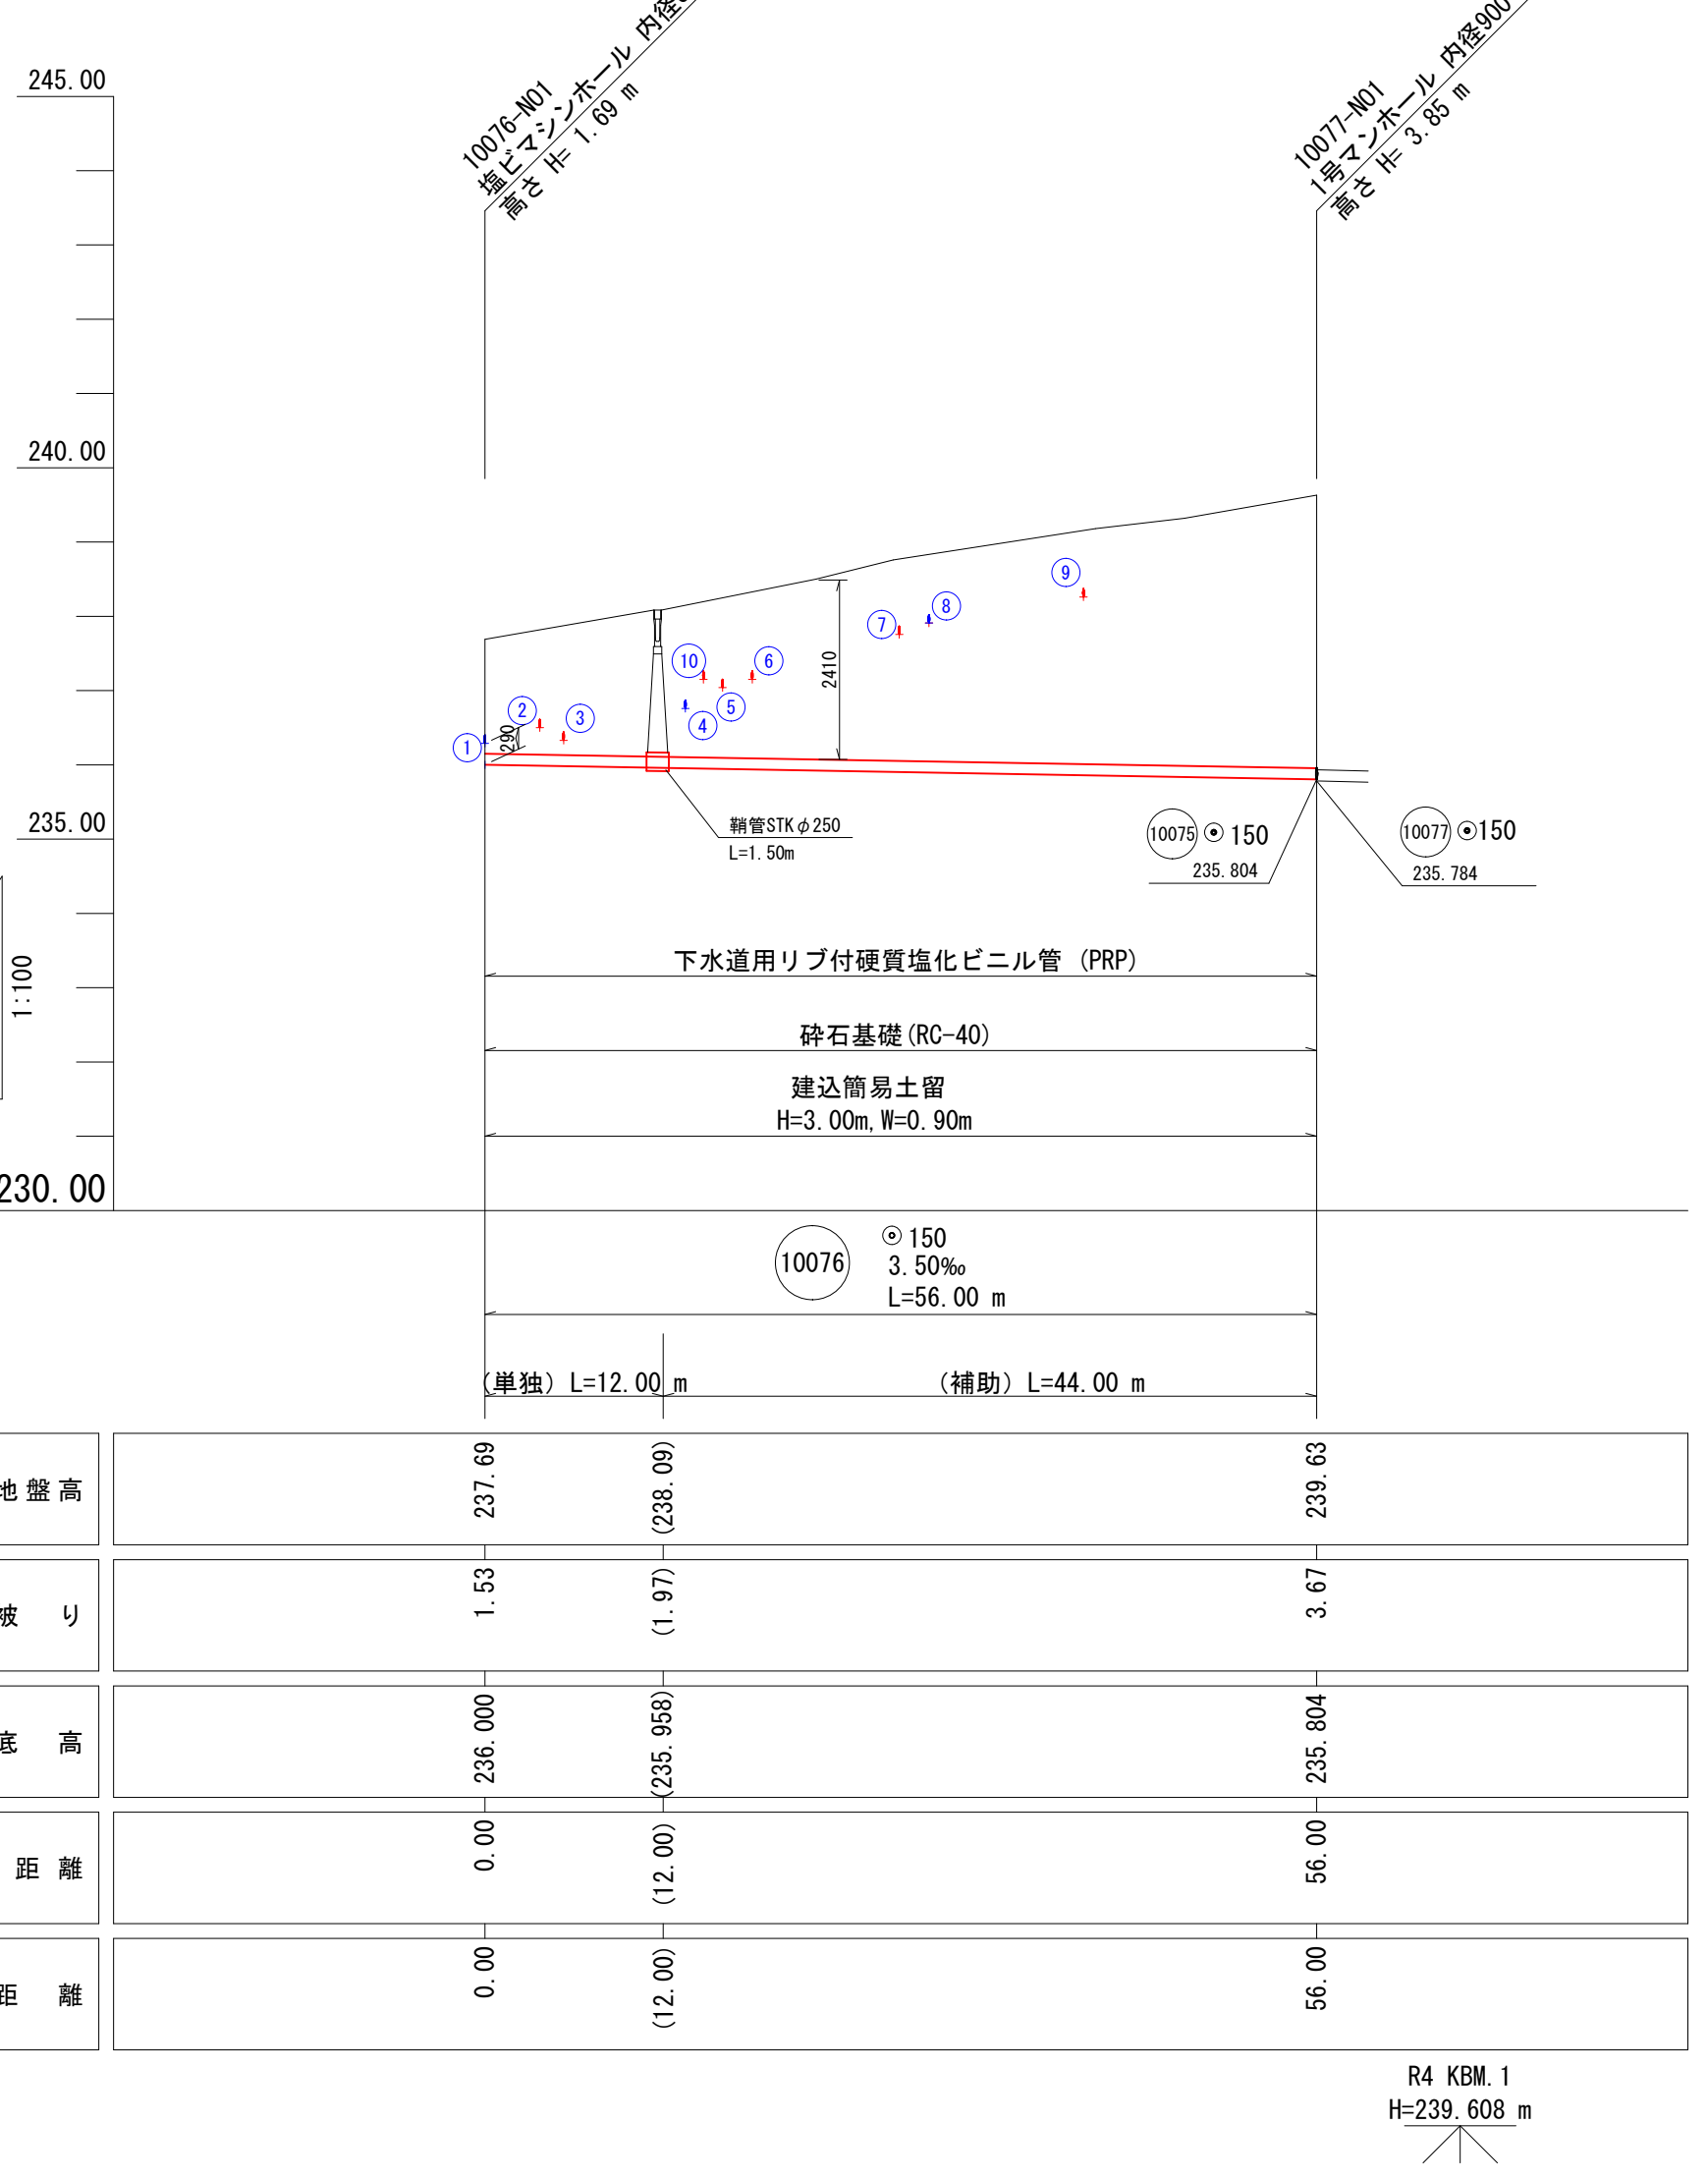 10076-NO1
塩ビマシンホール 内径
高さ H= 1.69 m
10077-NO1
1号マンホール 内径900
高さ H= 3.85 m
245.00
240.00
235.00
230.00
1:100
①
②
③
④
⑤
⑥
⑦
⑧
⑨
⑩
290
2410
鞘管STKφ250
L=1.50m
10075 ◉ 150
235.804
10077 ◉150
235.784
下水道用リブ付硬質塩化ビニル管 (PRP)
砕石基礎(RC-40)
建込簡易土留
H=3.00m,W=0.90m
10076
◉ 150
3.50‰
L=56.00 m
(単独) L=12.00 m
(補助) L=44.00 m
地盤高 237.69 (238.09) 239.63
被り 1.53 (1.97) 3.67
底高 236.000 (235.958) 235.804
距離 0.00 (12.00) 56.00
距離 0.00 (12.00) 56.00
R4 KBM.1
H=239.608 m